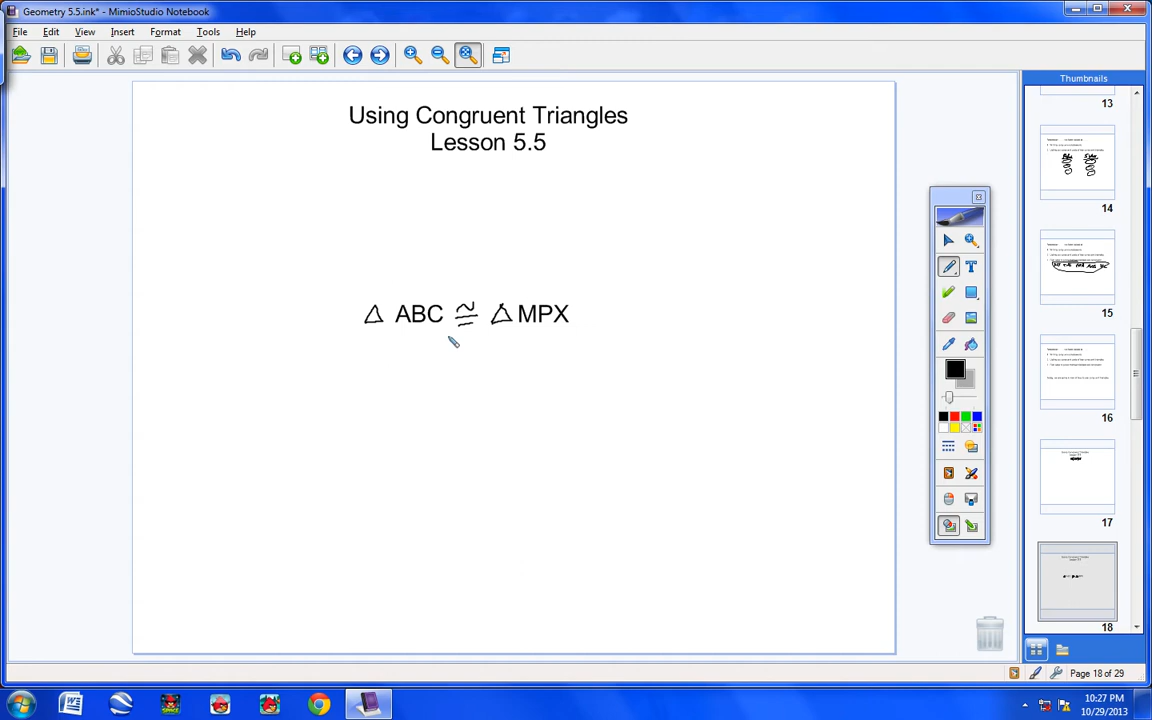 Geometry 5.5.ink* - MimioStudio Notebook
File Edit View Insert Format Tools Help
Thumbnails
Using Congruent Triangles
Lesson 5.5
△ ABC ≅ △ MPX
13
14
15
16
17
18
Page 18 of 29
10:27 PM
10/29/2013